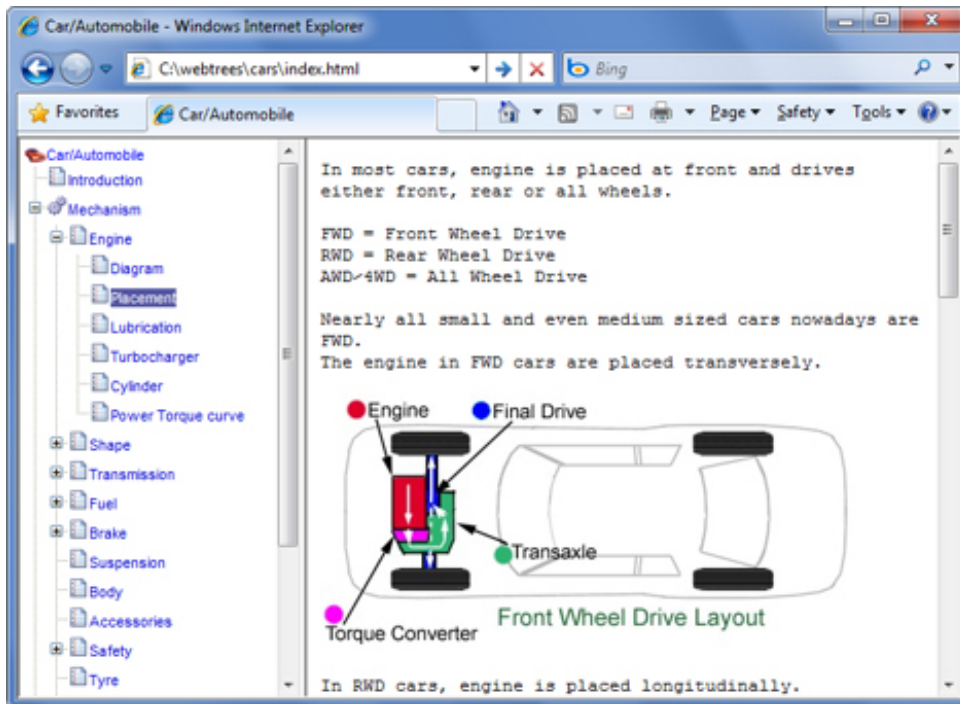 Car/Automobile - Windows Internet Explorer
C:\webtrees\cars\index.html
Bing
Favorites
Car/Automobile
Page
Safety
Tools
Car/Automobile
Introduction
Mechanism
Engine
Diagram
Placement
Lubrication
Turbocharger
Cylinder
Power Torque curve
Shape
Transmission
Fuel
Brake
Suspension
Body
Accessories
Safety
Tyre
In most cars, engine is placed at front and drives
either front, rear or all wheels.
FWD = Front Wheel Drive
RWD = Rear Wheel Drive
AWD/4WD = All Wheel Drive
Nearly all small and even medium sized cars nowadays are
FWD.
The engine in FWD cars are placed transversely.
Engine
Final Drive
Transaxle
Torque Converter
Front Wheel Drive Layout
In RWD cars, engine is placed longitudinally.